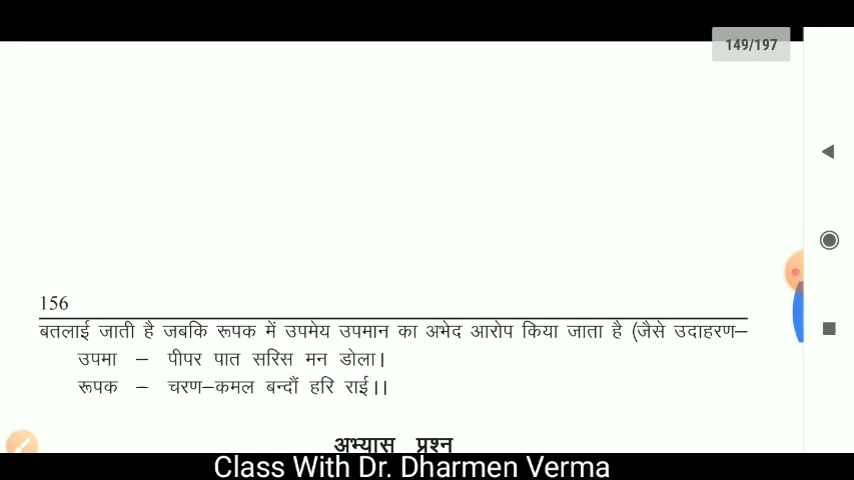 149/197
156
बतलाई जाती है जबकि रूपक में उपमेय उपमान का अभेद आरोप किया जाता है (जैसे उदाहरण–
उपमा – पीपर पात सरिस मन डोला।
रूपक – चरण–कमल बन्दौं हरि राई।।
अभ्यास प्रश्न
Class With Dr. Dharmen Verma